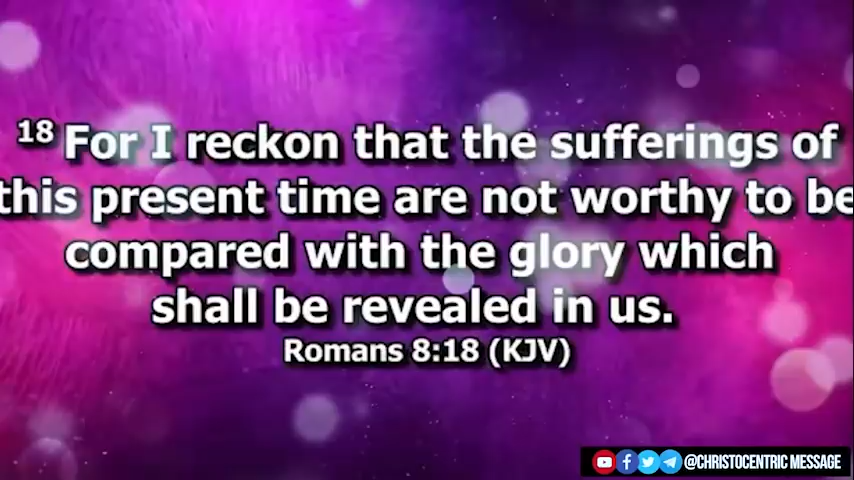 18 For I reckon that the sufferings of
this present time are not worthy to be
compared with the glory which
shall be revealed in us.
Romans 8:18 (KJV)
@CHRISTOCENTRIC MESSAGE